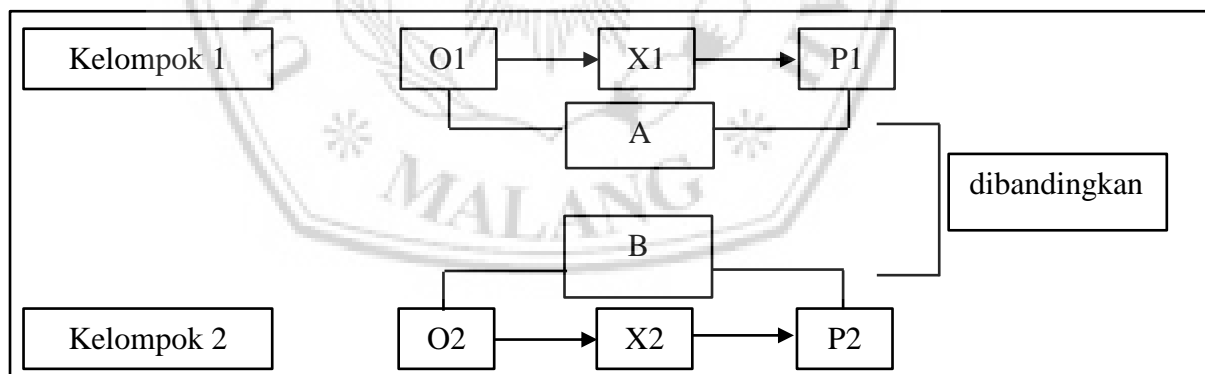 Kelompok 1
O1
X1
P1
A
dibandingkan
MALANG
B
Kelompok 2
O2
X2
P2